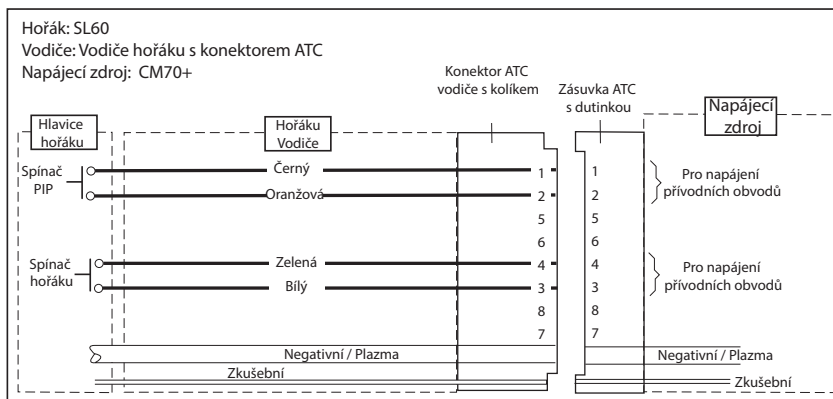 Hořák: SL60
Vodiče: Vodiče hořáku s konektorem ATC
Napájecí zdroj: CM70+
Hlavice
hořáku
Hořáku
Vodiče
Konektor ATC
vodiče s kolíkem
Zásuvka ATC
s dutinkou
Napájecí
zdroj
Spínač
PIP
Černý
Oranžová
1
2
5
6
4
3
8
7
1
2
5
6
4
3
8
7
Pro napájení
přívodních obvodů
Spínač
hořáku
Zelená
Bílý
Pro napájení
přívodních obvodů
Negativní / Plazma
Negativní / Plazma
Zkušební
Zkušební